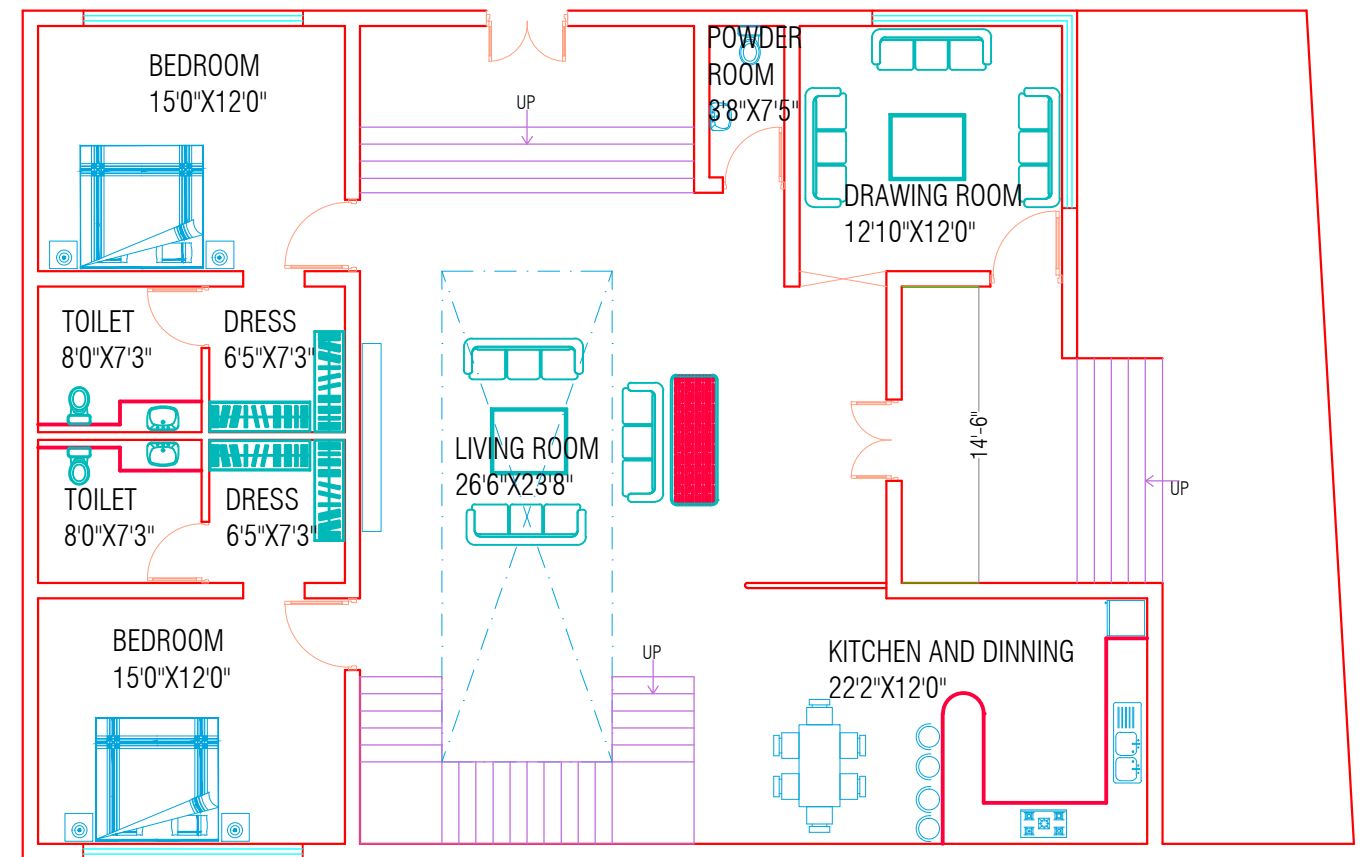 BEDROOM
15'0"X12'0"
UP
POWDER
ROOM
3'8"X7'5"
DRAWING ROOM
12'10"X12'0"
TOILET
8'0"X7'3"
DRESS
6'5"X7'3"
LIVING ROOM
26'6"X23'8"
14'-6"
UP
TOILET
8'0"X7'3"
DRESS
6'5"X7'3"
BEDROOM
15'0"X12'0"
UP
KITCHEN AND DINNING
22'2"X12'0"